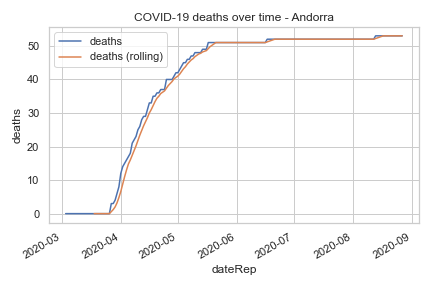 COVID-19 deaths over time - Andorra
deaths
deaths (rolling)
deaths
50
40
30
20
10
0
2020-03
2020-04
2020-05
2020-06
2020-07
2020-08
2020-09
dateRep